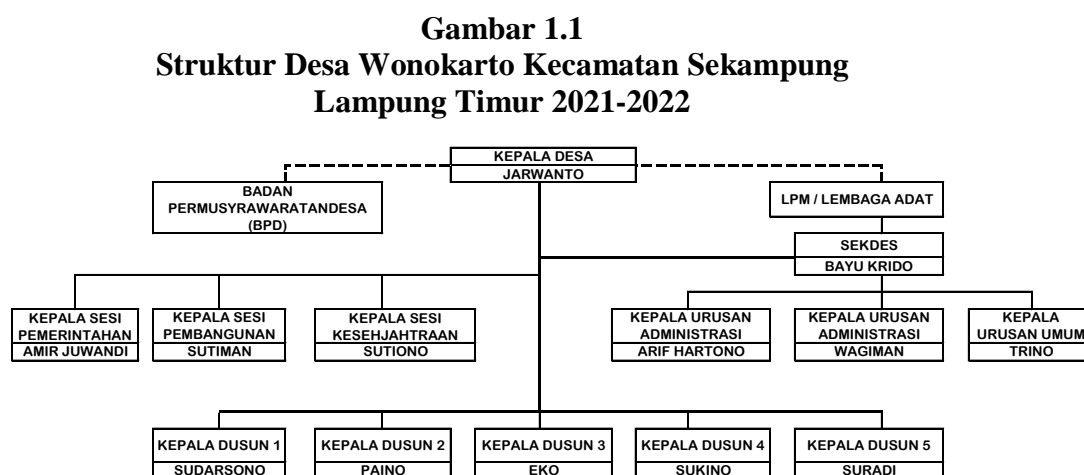 Gambar 1.1
Struktur Desa Wonokarto Kecamatan Sekampung
Lampung Timur 2021-2022
KEPALA DESA
JARWANTO
BADAN
PERMUSYRAWARATANDESA
(BPD)
LPM / LEMBAGA ADAT
SEKDES
BAYU KRIDO
KEPALA SESI
PEMERINTAHAN
AMIR JUWANDI
KEPALA SESI
PEMBANGUNAN
SUTIMAN
KEPALA SESI
KESEHJAHTRAAN
SUTIONO
KEPALA URUSAN
ADMINISTRASI
ARIF HARTONO
KEPALA URUSAN
ADMINISTRASI
WAGIMAN
KEPALA
URUSAN UMUM
TRINO
KEPALA DUSUN 1
SUDARSONO
KEPALA DUSUN 2
PAINO
KEPALA DUSUN 3
EKO
KEPALA DUSUN 4
SUKINO
KEPALA DUSUN 5
SURADI